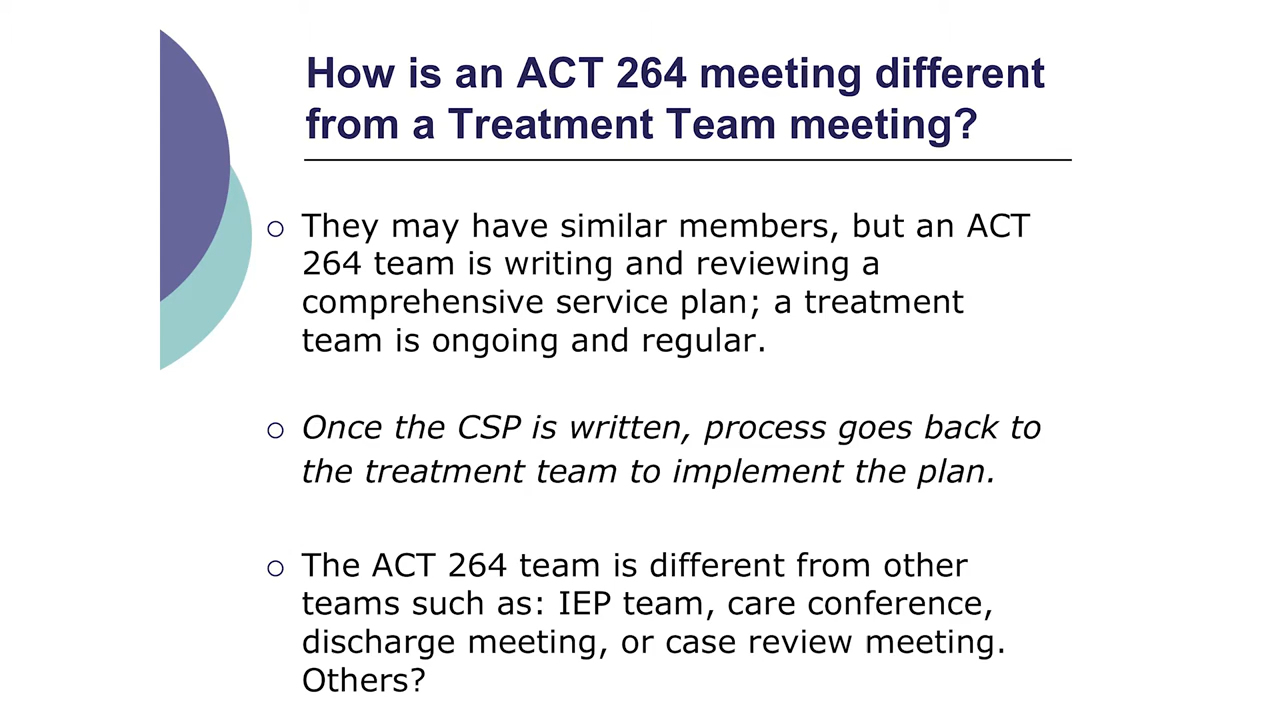 How is an ACT 264 meeting different
from a Treatment Team meeting?
They may have similar members, but an ACT
264 team is writing and reviewing a
comprehensive service plan; a treatment
team is ongoing and regular.
Once the CSP is written, process goes back to
the treatment team to implement the plan.
The ACT 264 team is different from other
teams such as: IEP team, care conference,
discharge meeting, or case review meeting.
Others?